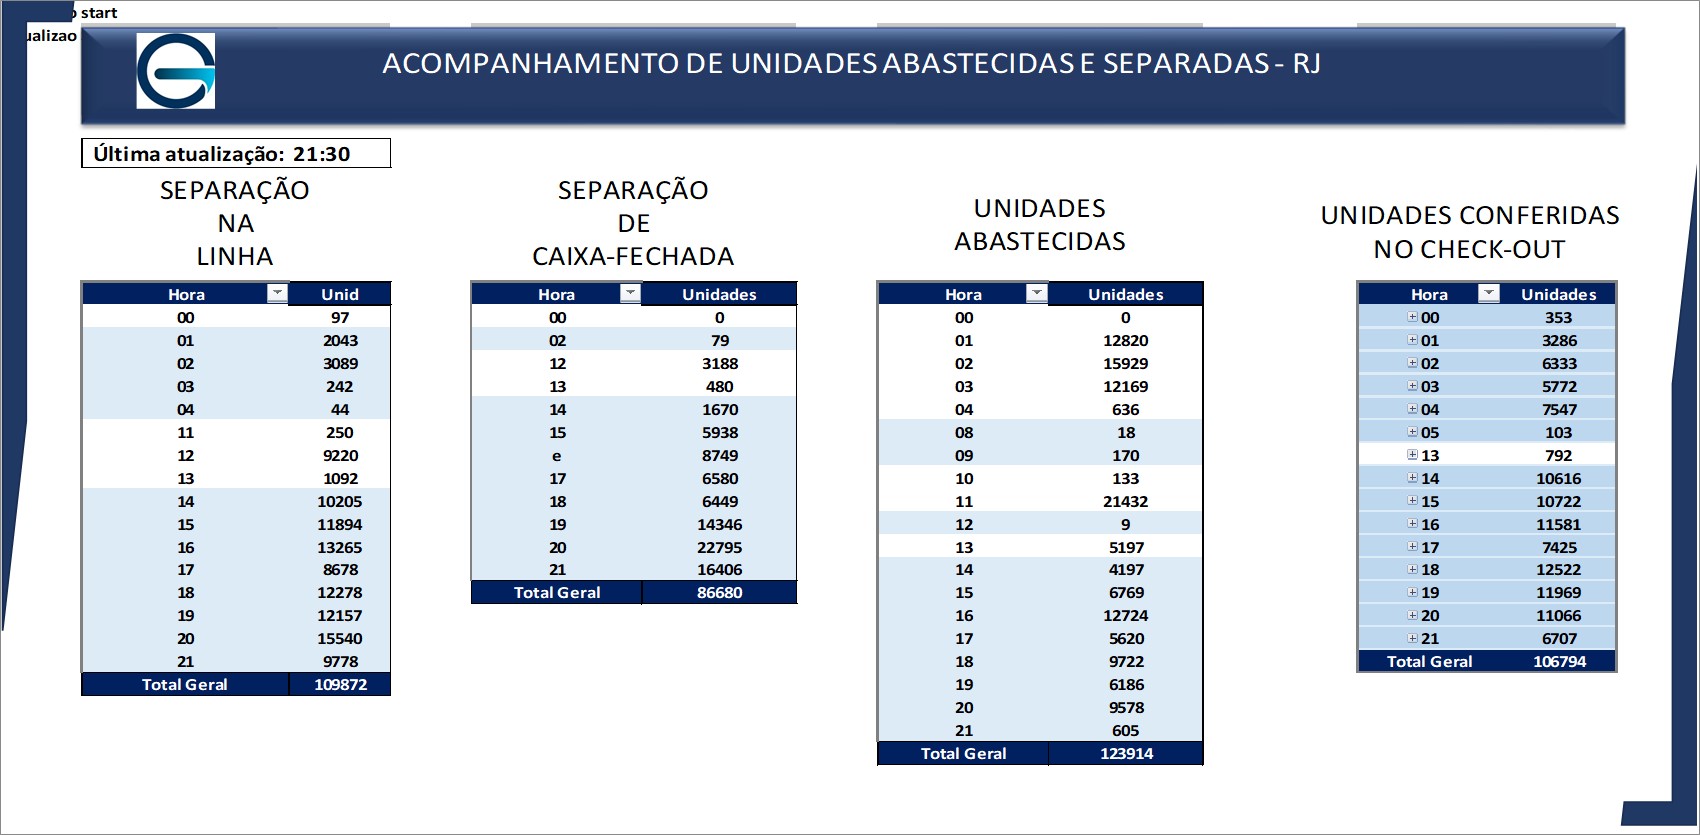 start
ualizao
ACOMPANHAMENTO DE UNIDADES ABASTECIDAS E SEPARADAS - RJ
Última atualização: 21:30
SEPARAÇÃO
NA
LINHA
Hora Unid
00 97
01 2043
02 3089
03 242
04 44
11 250
12 9220
13 1092
14 10205
15 11894
16 13265
17 8678
18 12278
19 12157
20 15540
21 9778
Total Geral 109872
SEPARAÇÃO
DE
CAIXA-FECHADA
Hora Unidades
00 0
02 79
12 3188
13 480
14 1670
15 5938
e 8749
17 6580
18 6449
19 14346
20 22795
21 16406
Total Geral 86680
UNIDADES
ABASTECIDAS
Hora Unidades
00 0
01 12820
02 15929
03 12169
04 636
08 18
09 170
10 133
11 21432
12 9
13 5197
14 4197
15 6769
16 12724
17 5620
18 9722
19 6186
20 9578
21 605
Total Geral 123914
UNIDADES CONFERIDAS
NO CHECK-OUT
Hora Unidades
00 353
01 3286
02 6333
03 5772
04 7547
05 103
13 792
14 10616
15 10722
16 11581
17 7425
18 12522
19 11969
20 11066
21 6707
Total Geral 106794